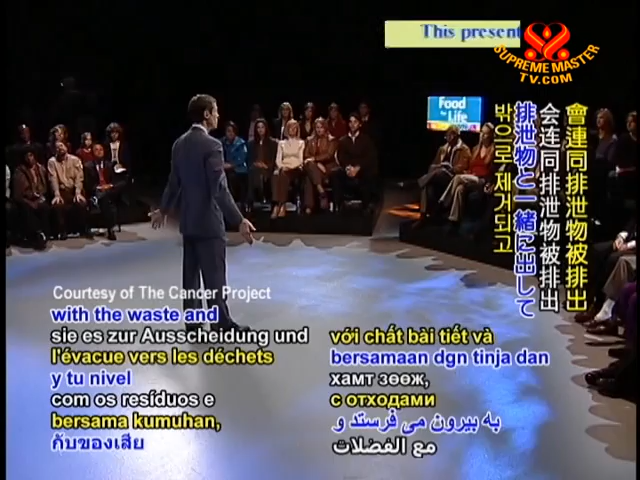 This present
SUPREME MASTER
TV.COM
Food
for
Life
會連同排泄物被排出
会连同排泄物被排出
排泄物と一緒に出して
밖으로 제거되고
Courtesy of The Cancer Project
with the waste and
sie es zur Ausscheidung und
l'évacue vers les déchets
y tu nivel
com os resíduos e
bersama kumuhan,
กับของเสีย
với chất bài tiết và
bersamaan dgn tinja dan
хамт зөөж,
с отходами
به بیرون می فرستد و
مع الفضلات